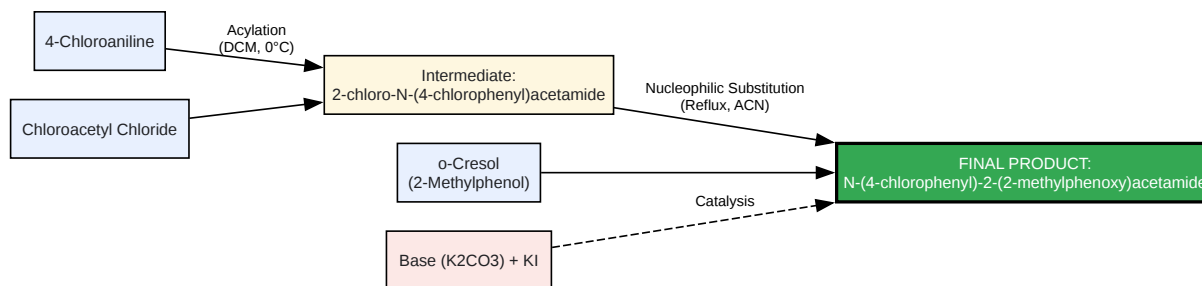 4-Chloroaniline
Acylation
(DCM, 0°C)
Chloroacetyl Chloride
Intermediate:
2-chloro-N-(4-chlorophenyl)acetamide
Nucleophilic Substitution
(Reflux, ACN)
o-Cresol
(2-Methylphenol)
Catalysis
Base (K2CO3) + KI
FINAL PRODUCT:
N-(4-chlorophenyl)-2-(2-methylphenoxy)acetamide